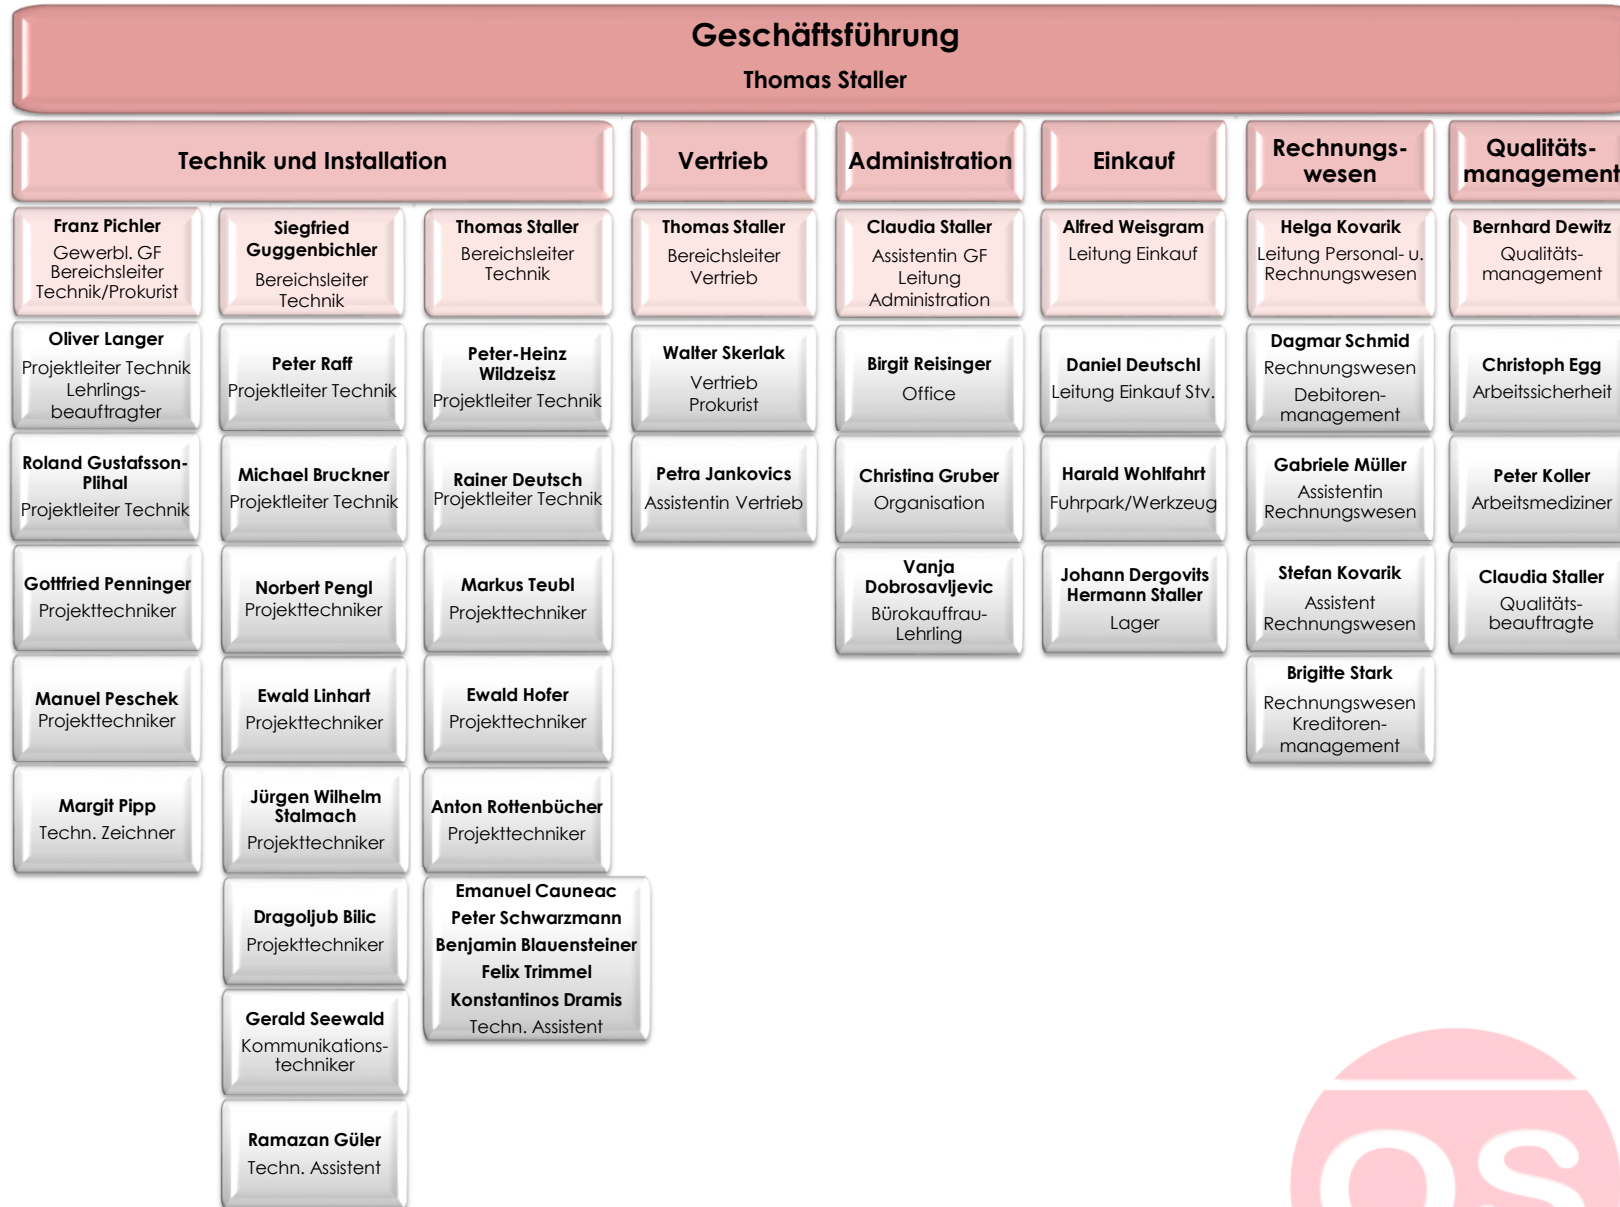 Geschäftsführung
Thomas Staller
Technik und Installation
Vertrieb
Administration
Einkauf
Rechnungs-
wesen
Qualitäts-
management
Franz Pichler
Gewerbl. GF
Bereichsleiter
Technik/Prokurist
Siegfried
Guggenbichler
Bereichsleiter
Technik
Thomas Staller
Bereichsleiter
Technik
Thomas Staller
Bereichsleiter
Vertrieb
Claudia Staller
Assistentin GF
Leitung
Administration
Alfred Weisgram
Leitung Einkauf
Helga Kovarik
Leitung Personal- u.
Rechnungswesen
Bernhard Dewitz
Qualitäts-
management
Oliver Langer
Projektleiter Technik
Lehrlings-
beauftragter
Peter Raff
Projektleiter Technik
Peter-Heinz
Wildzeisz
Projektleiter Technik
Walter Skerlak
Vertrieb
Prokurist
Birgit Reisinger
Office
Daniel Deutschl
Leitung Einkauf Stv.
Dagmar Schmid
Rechnungswesen
Debitoren-
management
Christoph Egg
Arbeitssicherheit
Roland Gustafsson-
Plihal
Projektleiter Technik
Michael Bruckner
Projektleiter Technik
Rainer Deutsch
Projektleiter Technik
Petra Jankovics
Assistentin Vertrieb
Christina Gruber
Organisation
Harald Wohlfahrt
Fuhrpark/Werkzeug
Gabriele Müller
Assistentin
Rechnungswesen
Peter Koller
Arbeitsmediziner
Gottfried Penninger
Projekttechniker
Norbert Pengl
Projekttechniker
Markus Teubl
Projekttechniker
Vanja
Dobrosavljevic
Bürokauffrau-
Lehrling
Johann Dergovits
Hermann Staller
Lager
Stefan Kovarik
Assistent
Rechnungswesen
Claudia Staller
Qualitäts-
beauftragte
Manuel Peschek
Projekttechniker
Ewald Linhart
Projekttechniker
Ewald Hofer
Projekttechniker
Brigitte Stark
Rechnungswesen
Kreditoren-
management
Margit Pipp
Techn. Zeichner
Jürgen Wilhelm
Stalmach
Projekttechniker
Anton Rottenbücher
Projekttechniker
Dragoljub Bilic
Projekttechniker
Emanuel Cauneac
Peter Schwarzmann
Benjamin Blauensteiner
Felix Trimmel
Konstantinos Dramis
Techn. Assistent
Gerald Seewald
Kommunikations-
techniker
Ramazan Güler
Techn. Assistent
OS